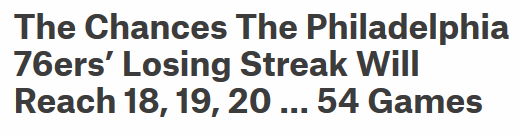 The Chances The Philadelphia
76ers’ Losing Streak Will
Reach 18, 19, 20 … 54 Games